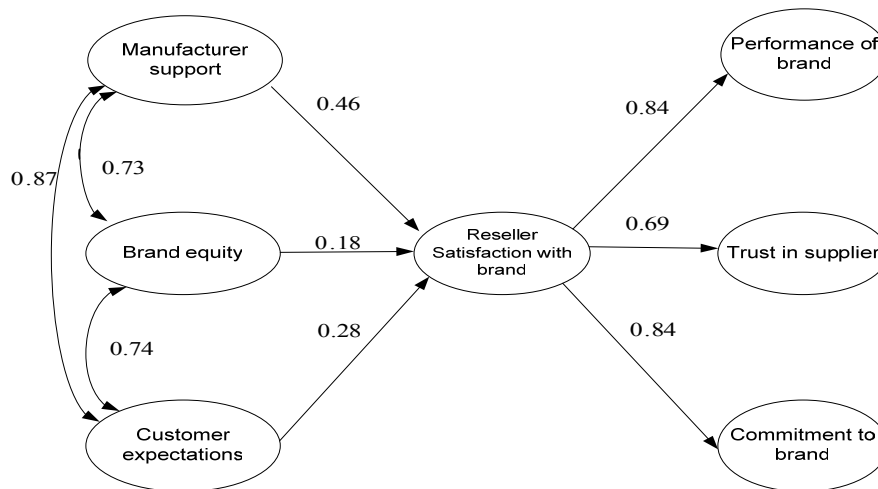 Manufacturer
support
Performance of
brand
0.46
0.84
0.87
0.73
Brand equity
0.18
Reseller
Satisfaction with
brand
0.69
Trust in supplier
0.74
0.28
0.84
Customer
expectations
Commitment to
brand